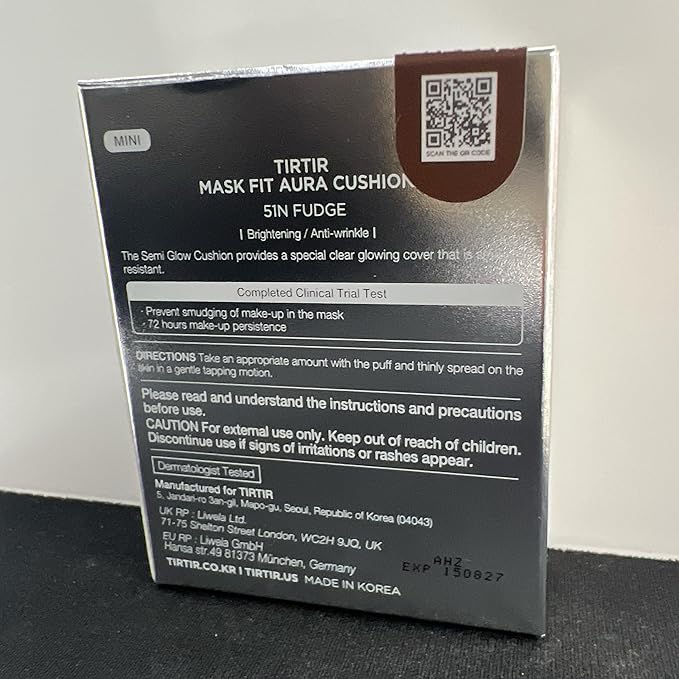 SCAN THE QR CODE
MINI
TIRTIR
MASK FIT AURA CUSHION
51N FUDGE
| Brightening / Anti-wrinkle |
The Semi Glow Cushion provides a special clear glowing cover that is
resistant.
Completed Clinical Trial Test
· Prevent smudging of make-up in the mask
· 72 hours make-up persistence
DIRECTIONS Take an appropriate amount with the puff and thinly spread on the
skin in a gentle tapping motion.
Please read and understand the instructions and precautions
before use.
CAUTION For external use only. Keep out of reach of children.
Discontinue use if signs of irritations or rashes appear.
Dermatologist Tested
Manufactured for TIRTIR
5, Jandari-ro 3an-gil, Mapo-gu, Seoul, Republic of Korea (04043)
UK RP : Liwela Ltd.
71-75 Shelton Street London, WC2H 9JQ, UK
EU RP : Liwela GmbH
Hansa str.49 81373 München, Germany
TIRTIR.CO.KR | TIRTIR.US MADE IN KOREA
AHZ
EXP 150827